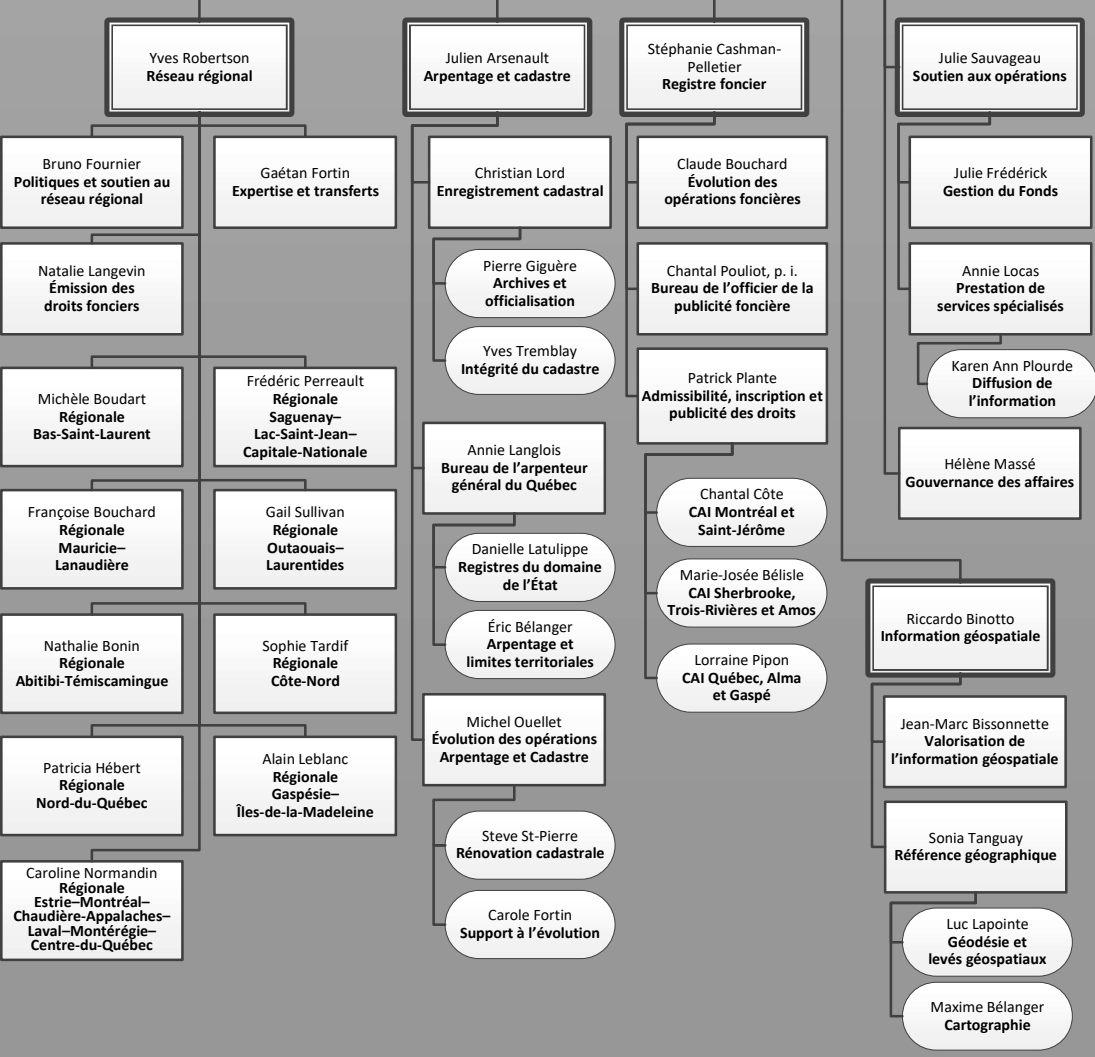 Yves Robertson
Réseau régional
Bruno Fournier
Politiques et soutien au
réseau régional
Gaétan Fortin
Expertise et transferts
Natalie Langevin
Émission des
droits fonciers
Michèle Boudart
Régionale
Bas-Saint-Laurent
Frédéric Perreault
Régionale
Saguenay–
Lac-Saint-Jean–
Capitale-Nationale
Françoise Bouchard
Régionale
Mauricie–
Lanaudière
Gail Sullivan
Régionale
Outaouais–
Laurentides
Nathalie Bonin
Régionale
Abitibi-Témiscamingue
Sophie Tardif
Régionale
Côte-Nord
Patricia Hébert
Régionale
Nord-du-Québec
Alain Leblanc
Régionale
Gaspésie–
Îles-de-la-Madeleine
Caroline Normandin
Régionale
Estrie–Montréal–
Chaudière-Appalaches–
Laval–Montérégie–
Centre-du-Québec
Julien Arsenault
Arpentage et cadastre
Christian Lord
Enregistrement cadastral
Pierre Giguère
Archives et
officialisation
Yves Tremblay
Intégrité du cadastre
Annie Langlois
Bureau de l’arpenteur
général du Québec
Danielle Latulippe
Registres du domaine
de l’État
Éric Bélanger
Arpentage et
limites territoriales
Michel Ouellet
Évolution des opérations
Arpentage et Cadastre
Steve St-Pierre
Rénovation cadastrale
Carole Fortin
Support à l’évolution
Stéphanie Cashman-
Pelletier
Registre foncier
Claude Bouchard
Évolution des
opérations foncières
Chantal Pouliot, p. i.
Bureau de l’officier de la
publicité foncière
Patrick Plante
Admissibilité, inscription et
publicité des droits
Chantal Côte
CAI Montréal et
Saint-Jérôme
Marie-Josée Bélisle
CAI Sherbrooke,
Trois-Rivières et Amos
Lorraine Pipon
CAI Québec, Alma
et Gaspé
Julie Sauvageau
Soutien aux opérations
Julie Frédérick
Gestion du Fonds
Annie Locas
Prestation de
services spécialisés
Karen Ann Plourde
Diffusion de
l’information
Hélène Massé
Gouvernance des affaires
Riccardo Binotto
Information géospatiale
Jean-Marc Bissonnette
Valorisation de
l’information géospatiale
Sonia Tanguay
Référence géographique
Luc Lapointe
Géodésie et
levés géospatiaux
Maxime Bélanger
Cartographie